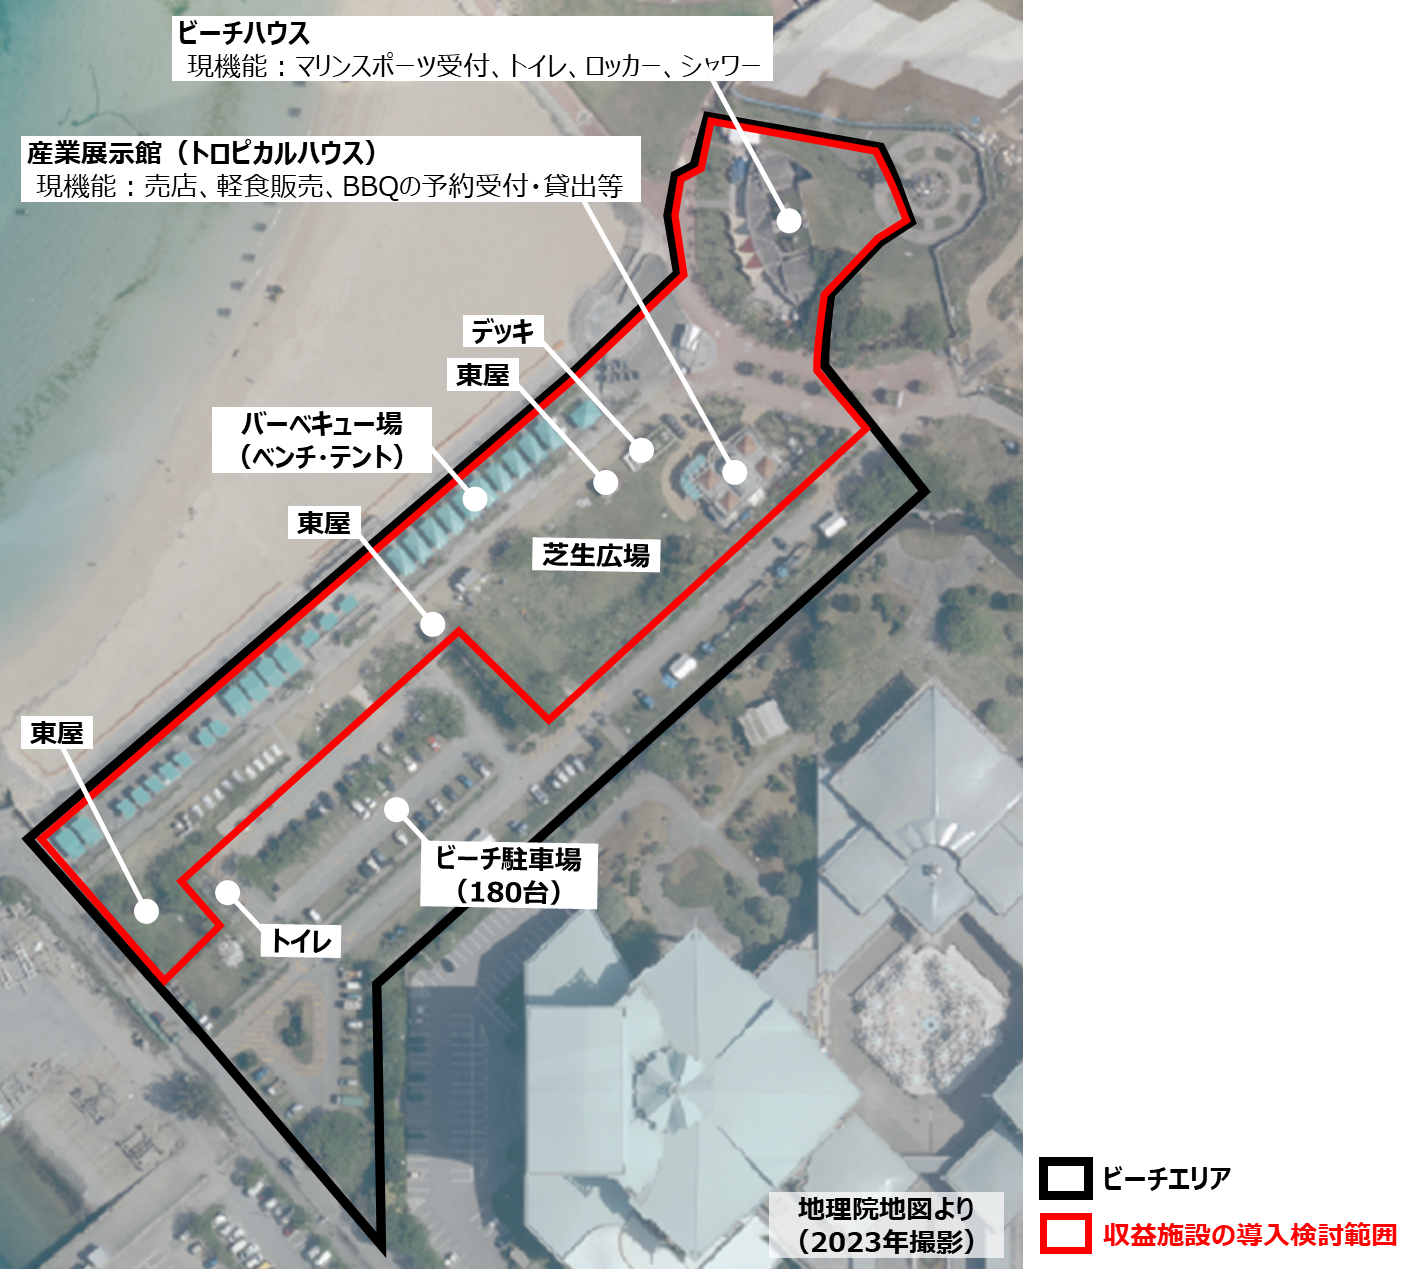 ビーチハウス
現機能：マリンスポーツ受付、トイレ、ロッカー、シャワー
産業展示館（トロピカルハウス）
現機能：売店、軽食販売、BBQの予約受付・貸出等
デッキ
東屋
バーベキュー場
（ベンチ・テント）
東屋
芝生広場
東屋
ビーチ駐車場
（180台）
トイレ
地理院地図より
（2023年撮影）
ビーチエリア
収益施設の導入検討範囲